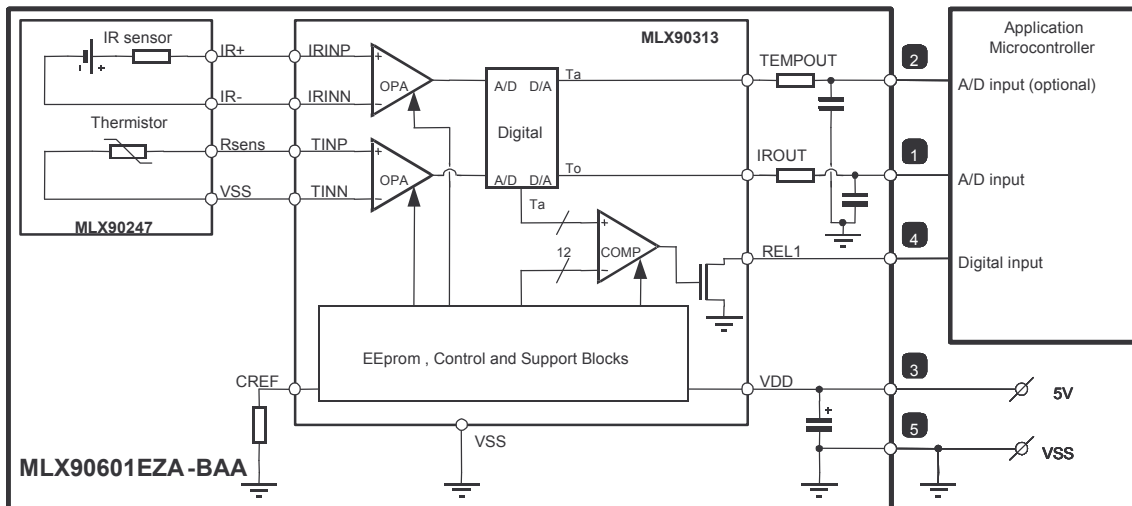 IR sensor
IR+
IR-
Thermistor
Rsens
VSS
MLX90247
MLX90313
IRINP
IRINN
TINP
TINN
+
-
OPA
+
-
OPA
A/D D/A
Digital
A/D D/A
Ta
To
Ta
12
+
-
COMP
EEprom , Control and Support Blocks
CREF
VSS
TEMPOUT
IROUT
REL1
VDD
+
2
1
4
3
5
Application
Microcontroller
A/D input (optional)
A/D input
Digital input
5V
VSS
MLX90601EZA-BAA